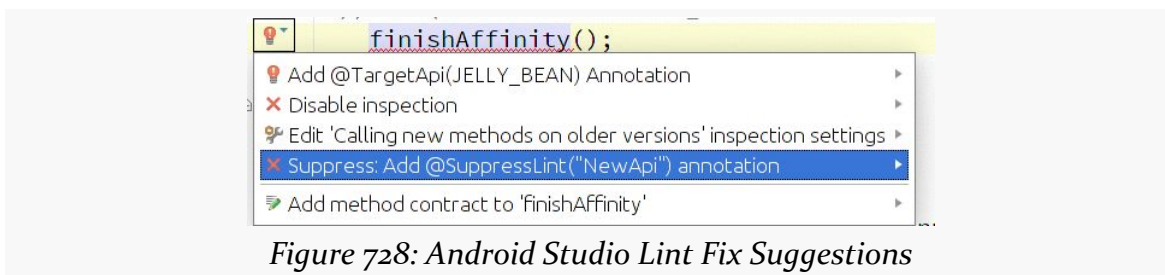 finishAffinity();
Add @TargetApi(JELLY_BEAN) Annotation
Disable inspection
Edit 'Calling new methods on older versions' inspection settings
Suppress: Add @SuppressLint("NewApi") annotation
Add method contract to 'finishAffinity'
Figure 728: Android Studio Lint Fix Suggestions